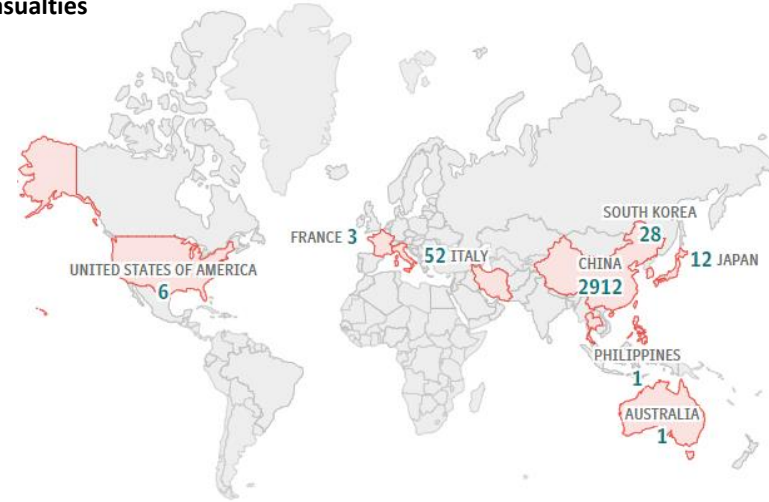 asualties
SOUTH KOREA
28
FRANCE 3
52 ITALY
CHINA
2912
12 JAPAN
UNITED STATES OF AMERICA
6
PHILIPPINES
1
AUSTRALIA
1